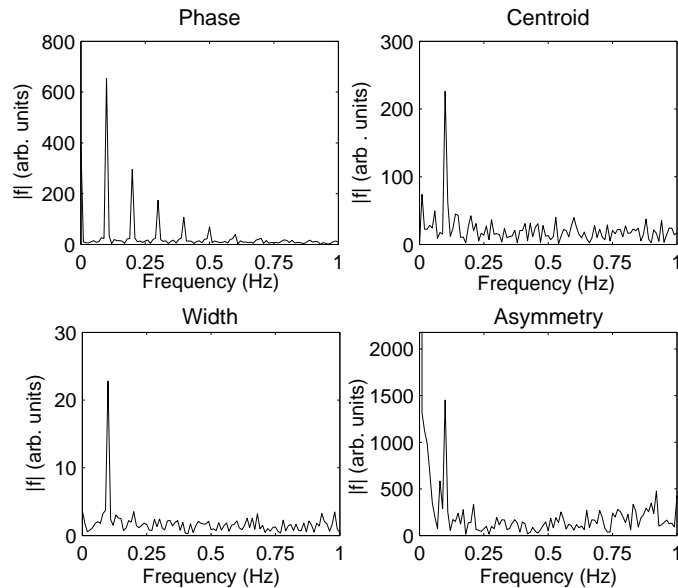 Phase
800
600
400
200
0
0 0.25 0.5 0.75 1
|f| (arb. units)
Frequency (Hz)
Centroid
300
200
100
0
0 0.25 0.5 0.75 1
|f| (arb . units)
Frequency (Hz)
Width
30
20
10
0
0 0.25 0.5 0.75 1
|f| (arb. units)
Frequency (Hz)
Asymmetry
2000
1500
1000
500
0
0 0.25 0.5 0.75 1
|f| (arb. units)
Frequency (Hz)